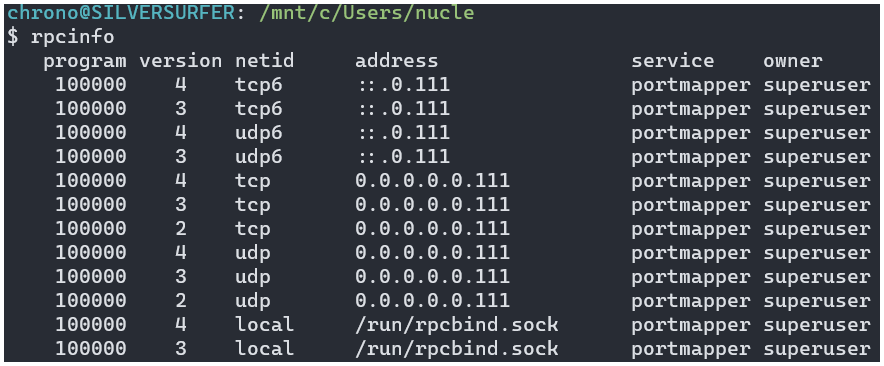 chrono@SILVERSURFER: /mnt/c/Users/nucle
$ rpcinfo
   program version netid     address                service    owner
    100000    4    tcp6      ::.0.111               portmapper superuser
    100000    3    tcp6      ::.0.111               portmapper superuser
    100000    4    udp6      ::.0.111               portmapper superuser
    100000    3    udp6      ::.0.111               portmapper superuser
    100000    4    tcp       0.0.0.0.0.111          portmapper superuser
    100000    3    tcp       0.0.0.0.0.111          portmapper superuser
    100000    2    tcp       0.0.0.0.0.111          portmapper superuser
    100000    4    udp       0.0.0.0.0.111          portmapper superuser
    100000    3    udp       0.0.0.0.0.111          portmapper superuser
    100000    2    udp       0.0.0.0.0.111          portmapper superuser
    100000    4    local     /run/rpcbind.sock      portmapper superuser
    100000    3    local     /run/rpcbind.sock      portmapper superuser